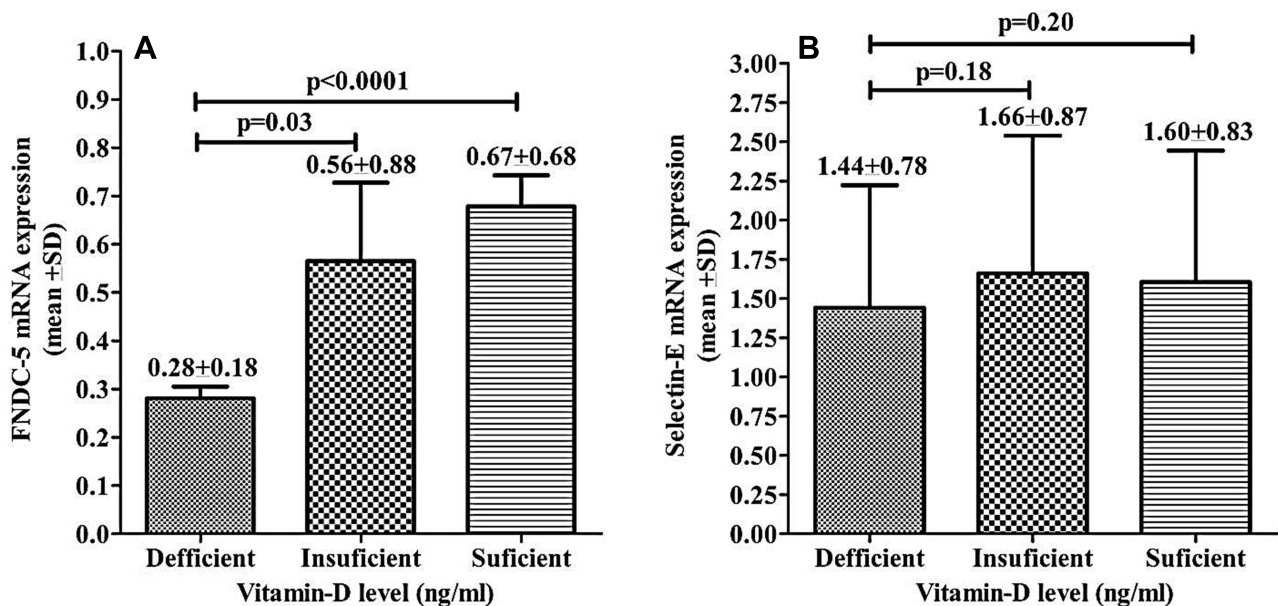 A
FNDC-5 mRNA expression
(mean ±SD)
1.0
0.9
0.8
0.7
0.6
0.5
0.4
0.3
0.2
0.1
0.0
p<0.0001
p=0.03
0.28±0.18
0.56±0.88
0.67±0.68
Defficient Insuficient Suficient
Vitamin-D level (ng/ml)
B
Selectin-E mRNA expression
(mean ±SD)
3.00
2.75
2.50
2.25
2.00
1.75
1.50
1.25
1.00
0.75
0.50
0.25
0.00
p=0.20
p=0.18
1.44±0.78
1.66±0.87
1.60±0.83
Defficient Insuficient Suficient
Vitamin-D level (ng/ml)